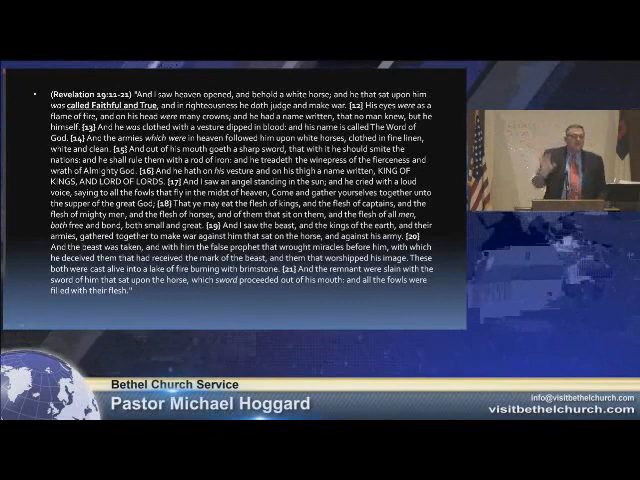 • (Revelation 19:11-21) "And I saw heaven opened, and behold a white horse; and he that sat upon him
was called Faithful and True, and in righteousness he doth judge and make war. [12] His eyes were as a
flame of fire, and on his head were many crowns; and he had a name written, that no man knew, but he
himself. [13] And he was clothed with a vesture dipped in blood: and his name is called The Word of
God. [14] And the armies which were in heaven followed him upon white horses, clothed in fine linen,
white and clean. [15] And out of his mouth goeth a sharp sword, that with it he should smite the
nations: and he shall rule them with a rod of iron: and he treadeth the winepress of the fierceness and
wrath of Almighty God. [16] And he hath on his vesture and on his thigh a name written, KING OF
KINGS, AND LORD OF LORDS. [17] And I saw an angel standing in the sun; and he cried with a loud
voice, saying to all the fowls that fly in the midst of heaven, Come and gather yourselves together unto
the supper of the great God; [18] That ye may eat the flesh of kings, and the flesh of captains, and the
flesh of mighty men, and the flesh of horses, and of them that sit on them, and the flesh of all men,
both free and bond, both small and great. [19] And I saw the beast, and the kings of the earth, and their
armies, gathered together to make war against him that sat on the horse, and against his army. [20]
And the beast was taken, and with him the false prophet that wrought miracles before him, with which
he deceived them that had received the mark of the beast, and them that worshipped his image. These
both were cast alive into a lake of fire burning with brimstone. [21] And the remnant were slain with the
sword of him that sat upon the horse, which sword proceeded out of his mouth: and all the fowls were
filled with their flesh."
Bethel Church Service
Pastor Michael Hoggard
info@visitbethelchurch.com
visitbethelchurch.com